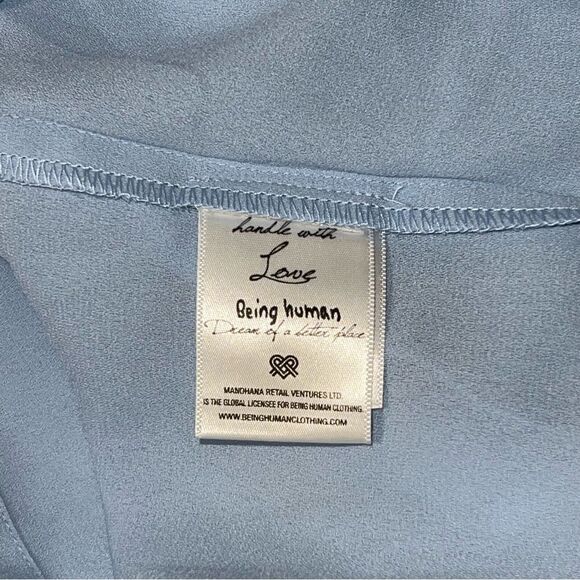 handle with
Love
Being human
Dream of a better place
MANDHANA RETAIL VENTURES LTD.
IS THE GLOBAL LICENSEE FOR BEING HUMAN CLOTHING.
WWW.BEINGHUMANCLOTHING.COM